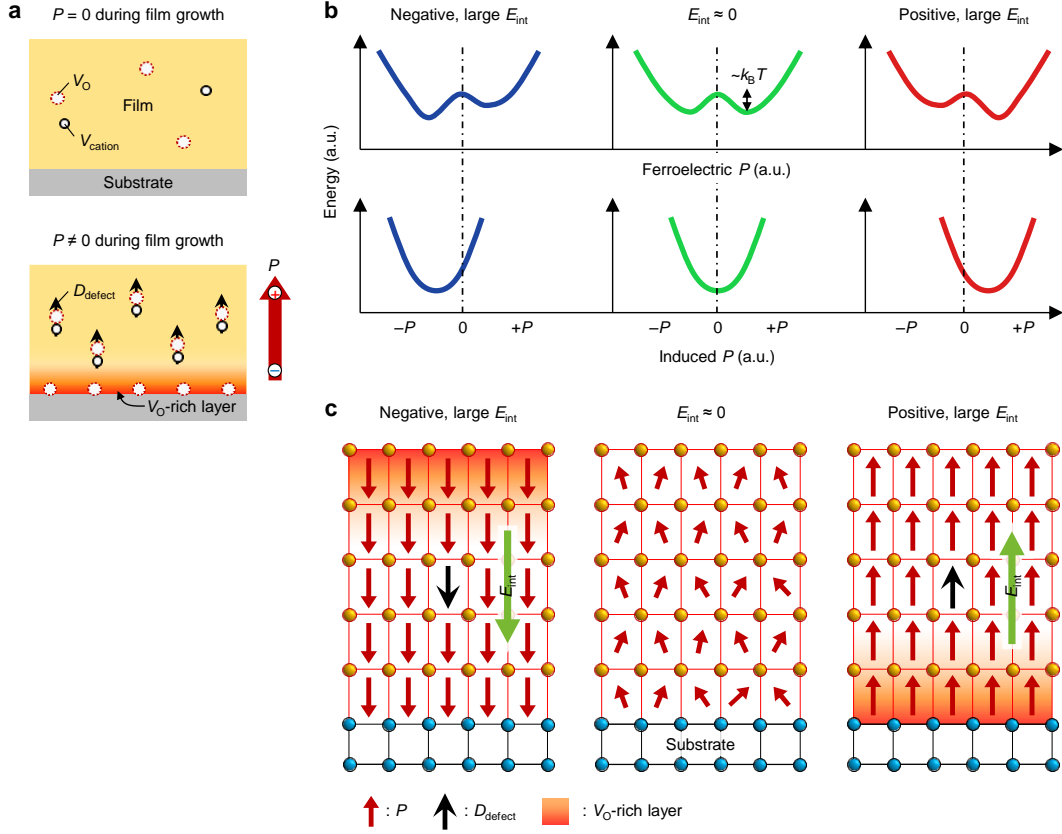 a
P = 0 during film growth
V_O
Film
V_cation
Substrate
P ≠ 0 during film growth
P
D_defect
+
−
V_O-rich layer
b
Negative, large E_int
E_int ≈ 0
Positive, large E_int
~k_BT
Energy (a.u.)
Ferroelectric P (a.u.)
−P 0 +P
−P 0 +P
−P 0 +P
Induced P (a.u.)
c
Negative, large E_int
E_int ≈ 0
Positive, large E_int
E_int
E_int
Substrate
: P
: D_defect
: V_O-rich layer